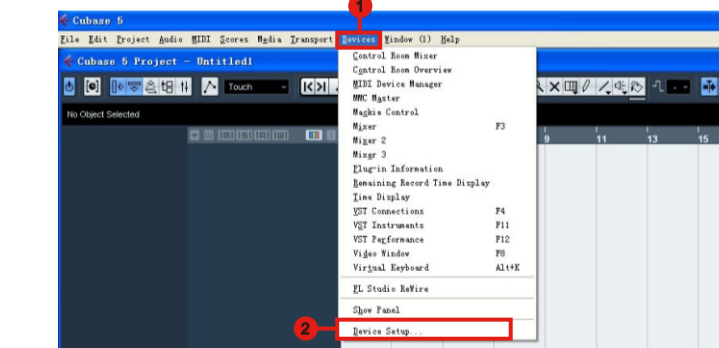 1
Cubase 5
File Edit Project Audio MIDI Scores Media Transport Devices Window (1) Help
Cubase 5 Project - Untitled1
Touch
No Object Selected
9 11 13 15
Control Room Mixer
Control Room Overview
MIDI Device Manager
MMC Master
Mackie Control
Mixer F3
Mixer 2
Mixer 3
Plug-in Information
Remaining Record Time Display
Time Display
VST Connections F4
VST Instruments F11
VST Performance F12
Video Window F8
Virtual Keyboard Alt+K
FL Studio ReWire
Show Panel
2
Device Setup...